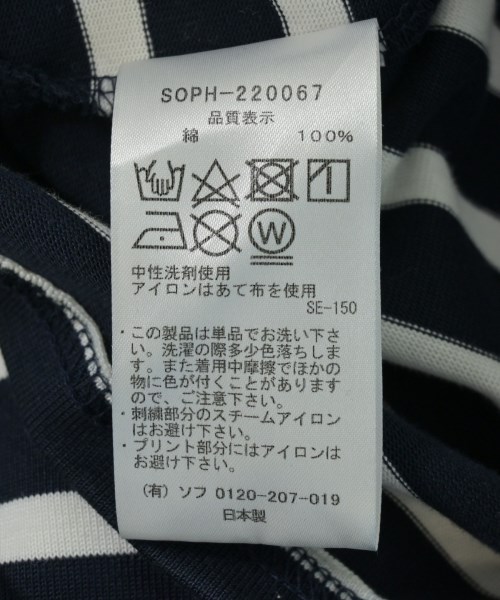 SOPH-220067
品質表示
綿 100%
W
中性洗剤使用
アイロンはあて布を使用
SE-150
・この製品は単品でお洗い下さ
い。洗濯の際多少色落ちしま
す。また着用中摩擦でほかの
物に色が付くことがあります
ので、ご注意下さい。
・刺繍部分のスチームアイロン
はお避け下さい。
・プリント部分にはアイロンは
お避け下さい。
(有) ソフ 0120-207-019
日本製